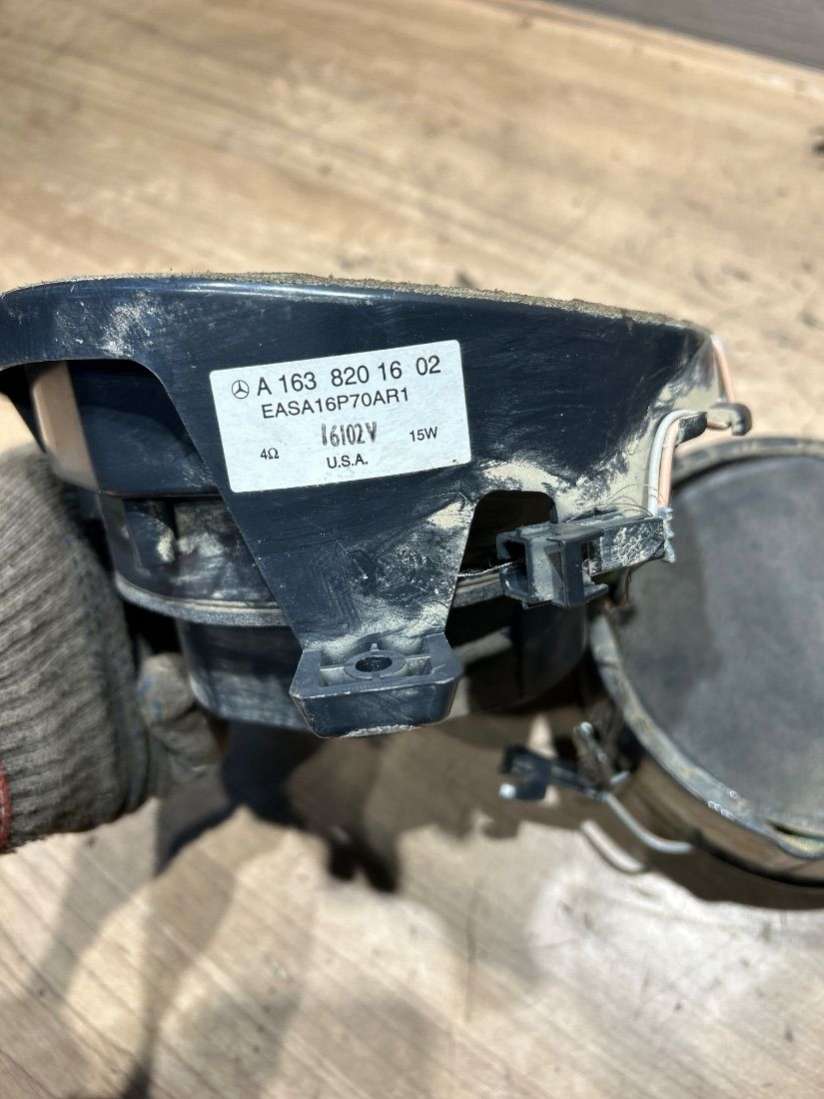 A 163 820 16 02
EASA16P70AR1
4Ω 16102V 15W
U.S.A.